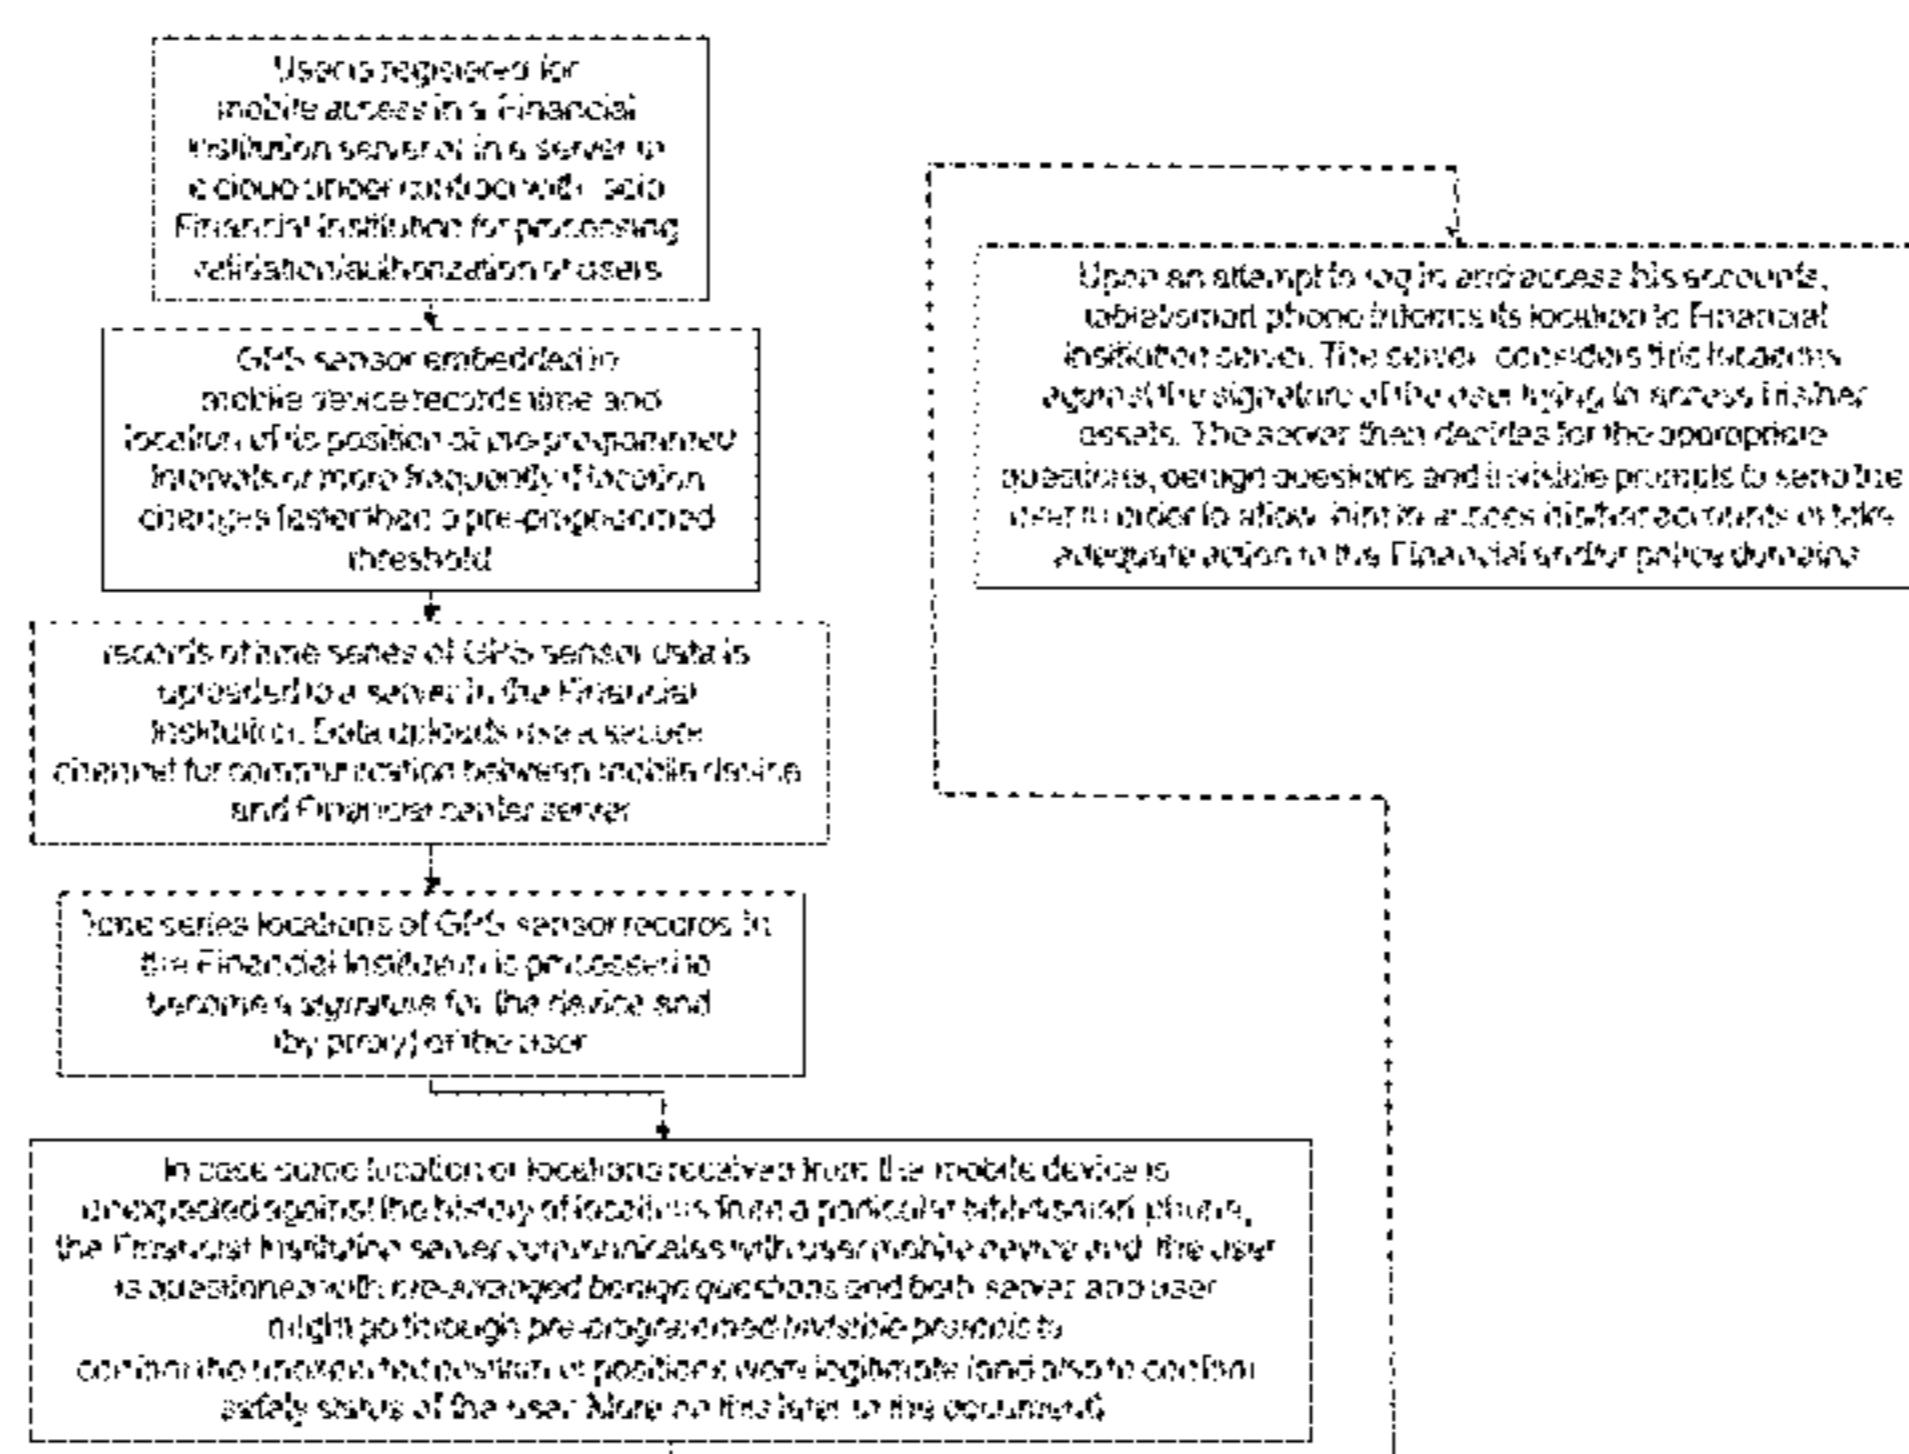 User is registered for
mobile access in a Financial
Institution server or in a server in
a cloud under contract with said
Financial Institution for processing
validation/authorization of users
GPS sensor embedded in
mobile device records time and
location of its position at pre-programmed
intervals or more frequently if location
changes faster than a pre-programmed
threshold
records of time series of GPS sensor data is
uploaded to a server in the Financial
Institution. Data uploads use a secure
channel for communication between mobile device
and Financial center server
Time series locations of GPS sensor records in
the Financial Institution is processed to
become a signature for the device and
(by proxy) of the user
In case some location or locations received from the mobile device is
unexpected against the history of locations from a particular tablet/smart phone,
the Financial Institution server communicates with user mobile device and the user
is questioned with pre-arranged benign questions and both server and user
might go through pre-programmed invisible prompts to
confirm the unexpected position or positions were legitimate (and also to confirm
safety status of the user. More on this later in the document)
Upon an attempt to log in and access his accounts,
tablet/smart phone informs its location to Financial
Institution server. The server considers the locations
against the signature of the user trying to access his/her
assets. The server then decides for the appropriate
questions, benign questions and invisible prompts to send the
user in order to allow him in access his/her accounts or take
adequate action in the Financial and/or police domains